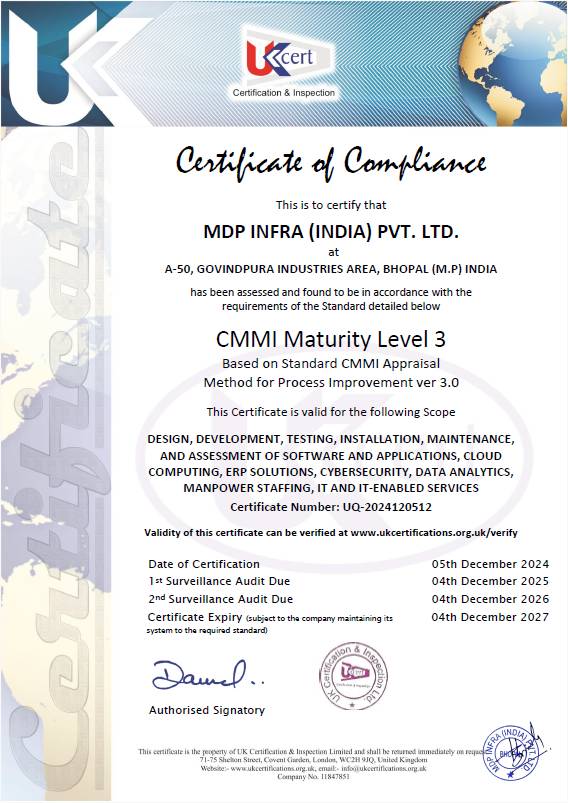 UK
UKcert
Certification & Inspection
Certificate
Certificate of Compliance
This is to certify that
MDP INFRA (INDIA) PVT. LTD.
at
A-50, GOVINDPURA INDUSTRIES AREA, BHOPAL (M.P) INDIA
has been assessed and found to be in accordance with the
requirements of the Standard detailed below
CMMI Maturity Level 3
Based on Standard CMMI Appraisal
Method for Process Improvement ver 3.0
This Certificate is valid for the following Scope
DESIGN, DEVELOPMENT, TESTING, INSTALLATION, MAINTENANCE,
AND ASSESSMENT OF SOFTWARE AND APPLICATIONS, CLOUD
COMPUTING, ERP SOLUTIONS, CYBERSECURITY, DATA ANALYTICS,
MANPOWER STAFFING, IT AND IT-ENABLED SERVICES
Certificate Number: UQ-2024120512
Validity of this certificate can be verified at www.ukcertifications.org.uk/verify
Date of Certification 05th December 2024
1st Surveillance Audit Due 04th December 2025
2nd Surveillance Audit Due 04th December 2026
Certificate Expiry (subject to the company maintaining its 04th December 2027
system to the required standard)
UK Certification & Inspection Ltd
Authorised Signatory
This certificate is the property of UK Certification & Inspection Limited and shall be returned immediately on
71-75 Shelton Street, Covent Garden, London, WC2H 9JQ, United Kingdom
Website:- www.ukcertifications.org.uk, email:- info@ukcertifications.org.uk
Company No. 11847851
MDP INFRA (INDIA) PVT. LTD